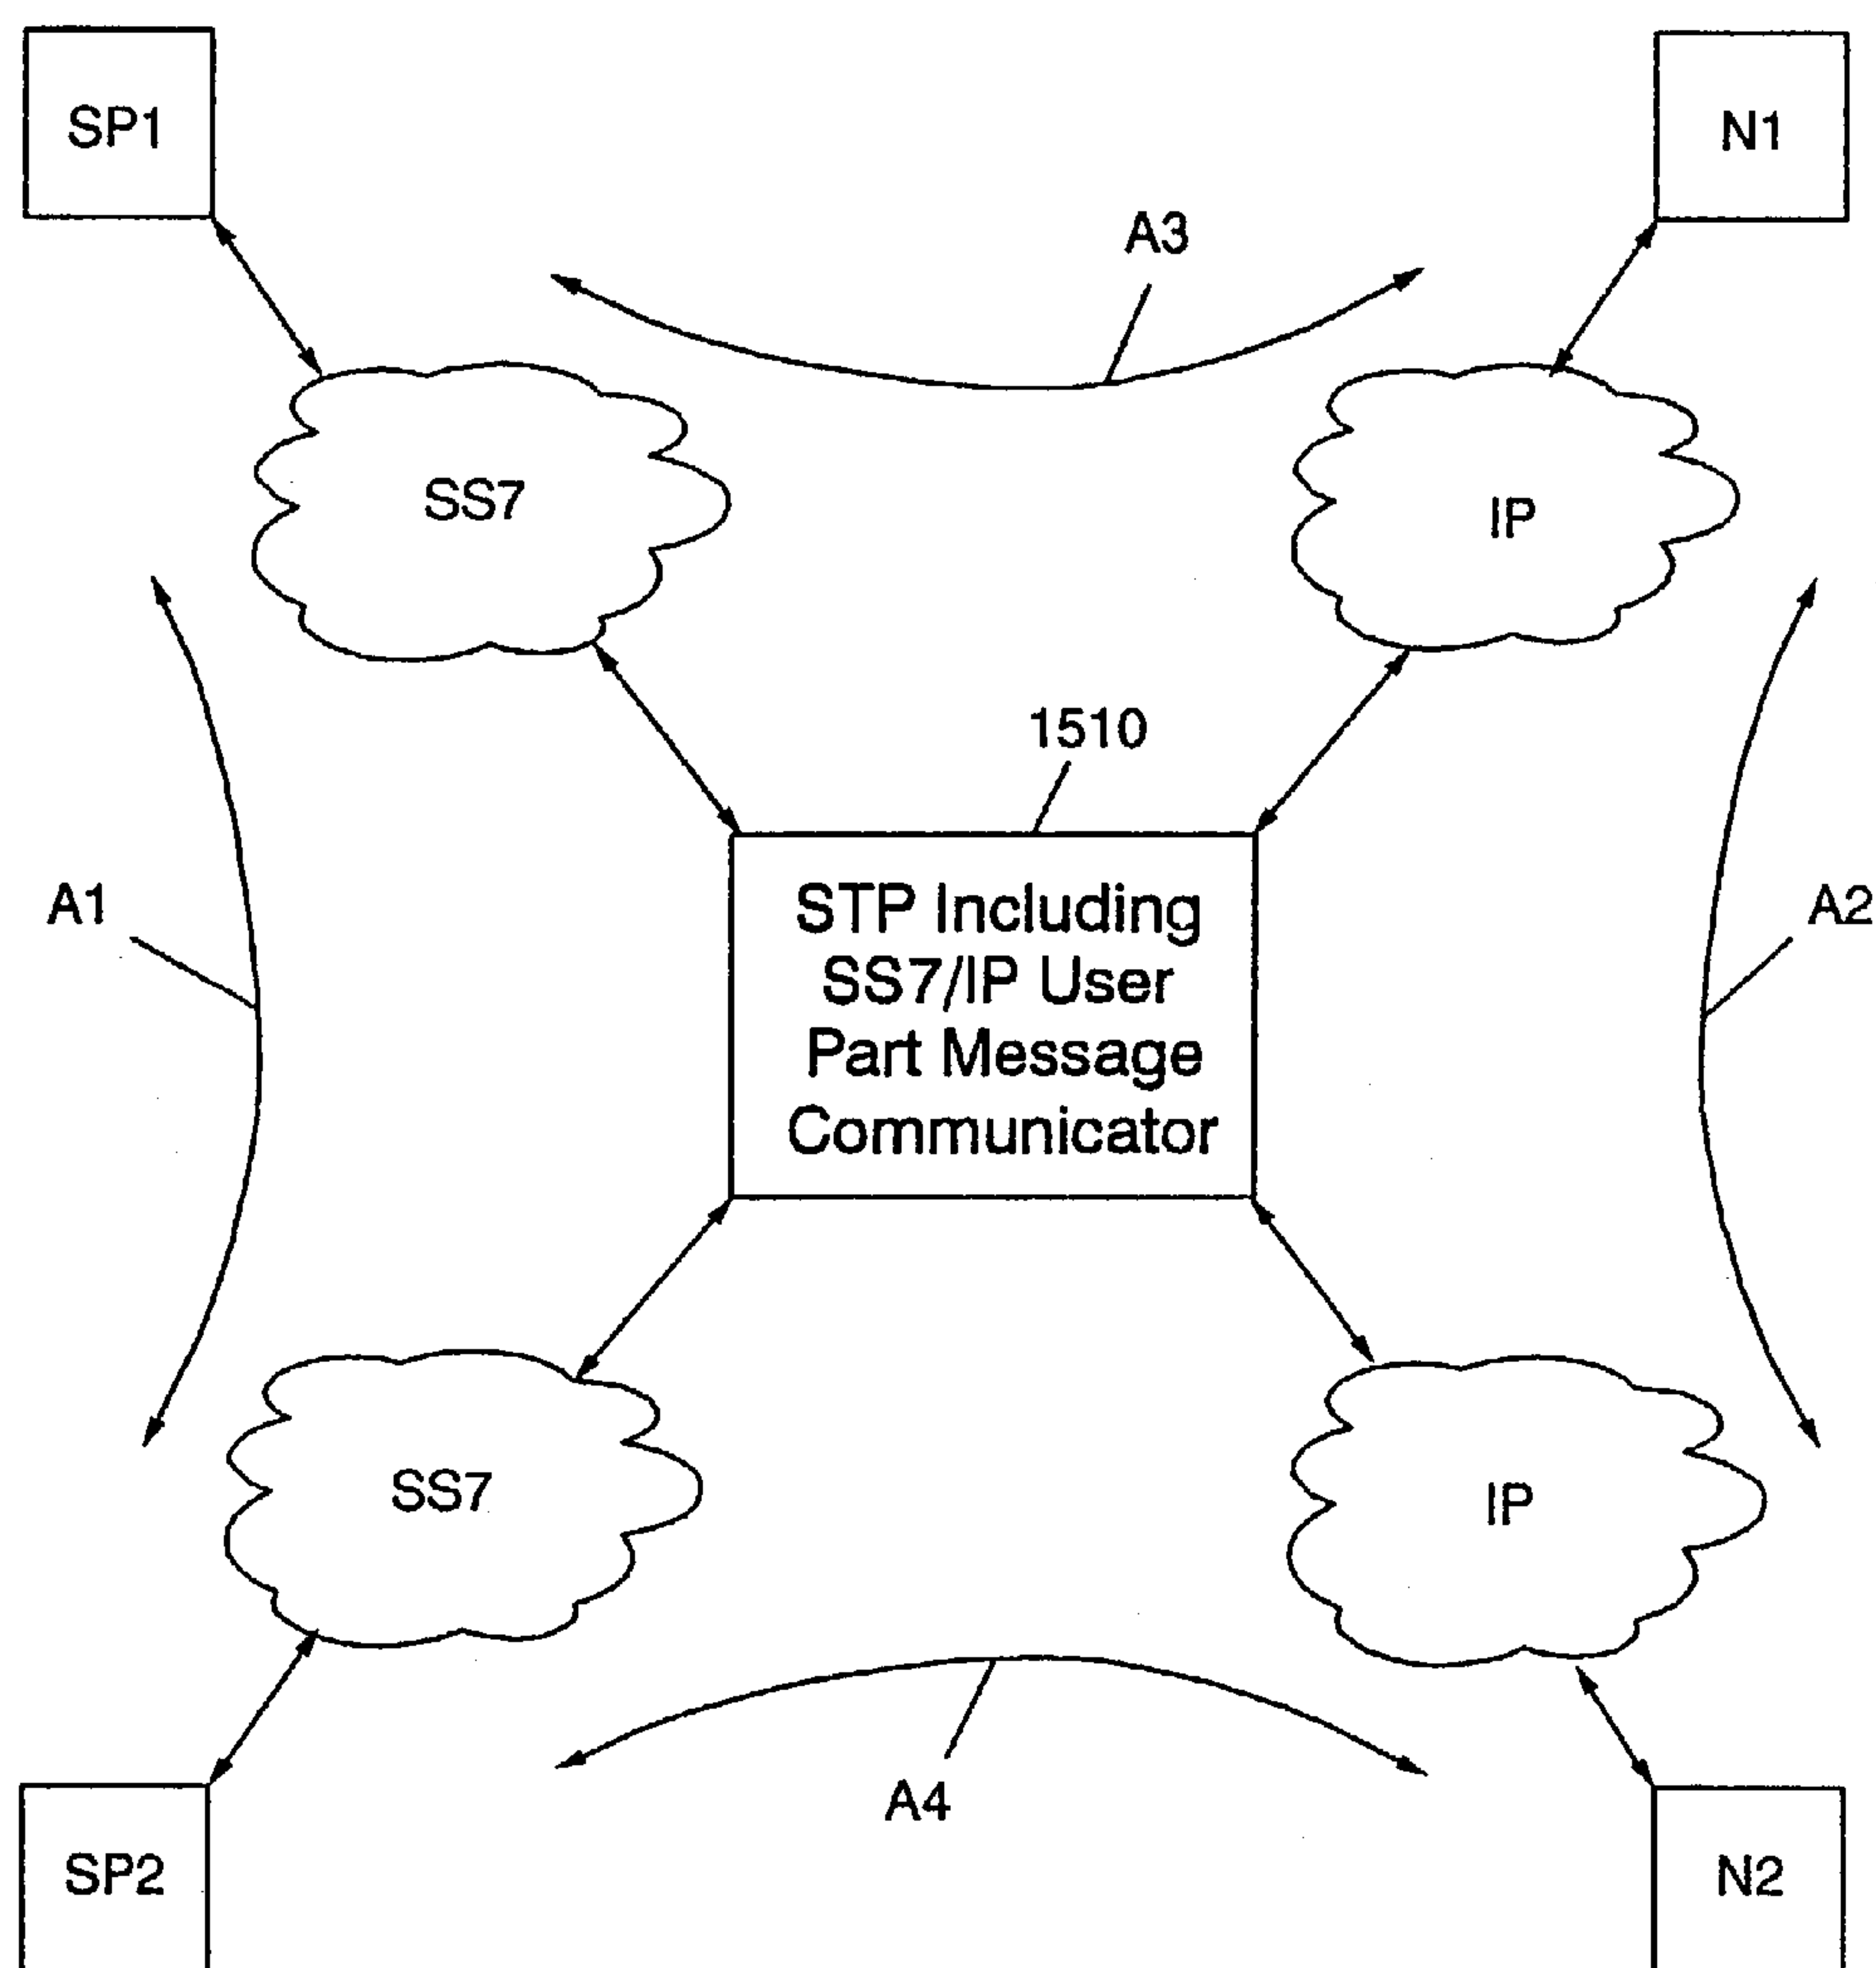 SP1
N1
A3
SS7
IP
1510
A1
STP Including
SS7/IP User
Part Message
Communicator
A2
SS7
IP
A4
SP2
N2